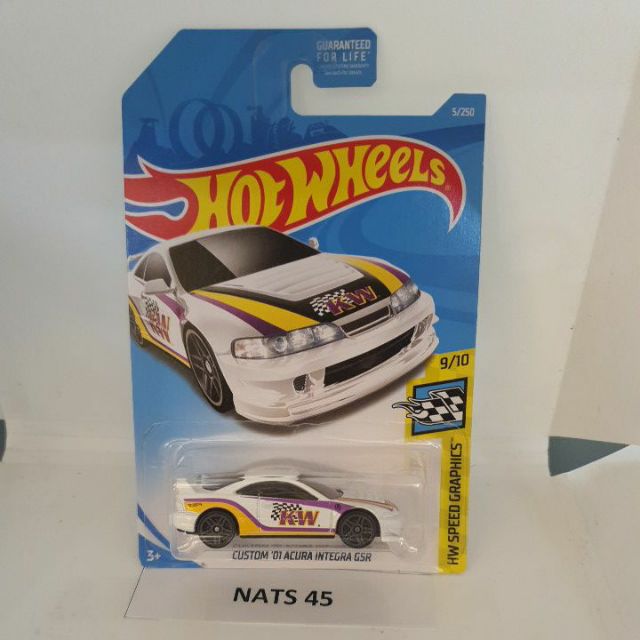 GUARANTEED
FOR LIFE
5/250
HOT WHEELS
KW
KW
9/10
HW SPEED GRAPHICS
KW
3+
CUSTOM '01 ACURA INTEGRA GSR
NATS 45